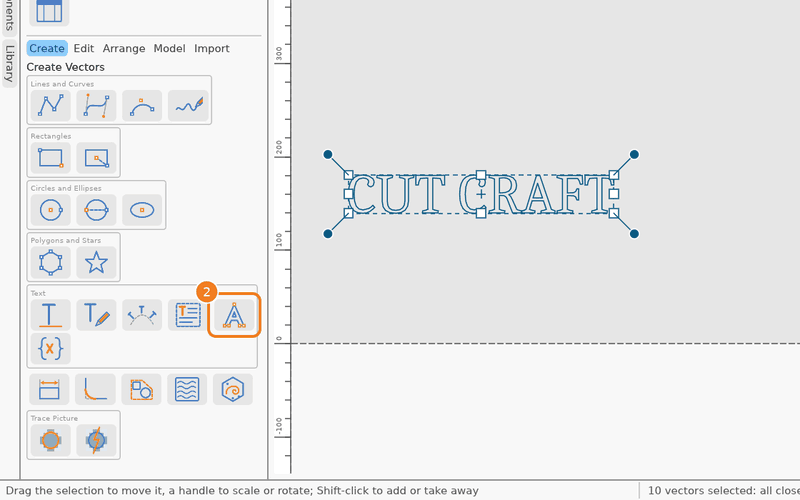 onents
Library
Create Edit Arrange Model Import
Create Vectors
Lines and Curves
Rectangles
Circles and Ellipses
Polygons and Stars
Text
2
T T T A
{x}
Trace Picture
300
200
100
0
-100
CUT CRAFT
Drag the selection to move it, a handle to scale or rotate; Shift-click to add or take away
10 vectors selected: all close